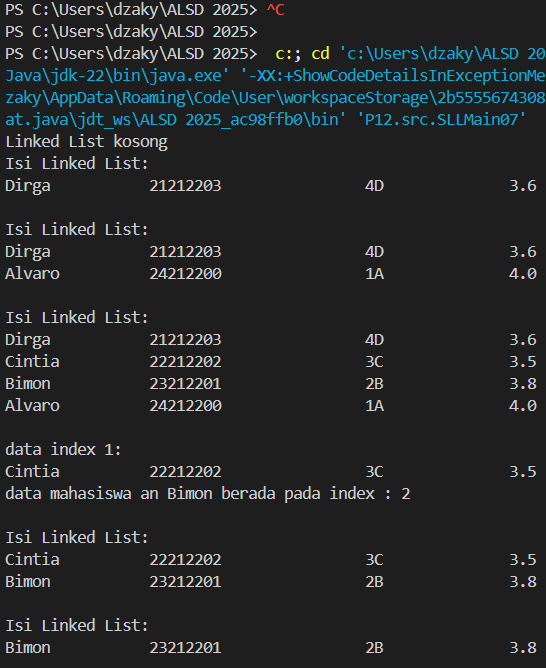 PS C:\Users\dzaky\ALSD 2025> ^C
PS C:\Users\dzaky\ALSD 2025>
PS C:\Users\dzaky\ALSD 2025>  c:; cd 'c:\Users\dzaky\ALSD 20
Java\jdk-22\bin\java.exe' '-XX:+ShowCodeDetailsInExceptionMe
zaky\AppData\Roaming\Code\User\workspaceStorage\2b5555674308
at.java\jdt_ws\ALSD 2025_ac98ffb0\bin' 'P12.src.SLLMain07'
Linked List kosong
Isi Linked List:
Dirga 21212203 4D 3.6
Isi Linked List:
Dirga 21212203 4D 3.6
Alvaro 24212200 1A 4.0
Isi Linked List:
Dirga 21212203 4D 3.6
Cintia 22212202 3C 3.5
Bimon 23212201 2B 3.8
Alvaro 24212200 1A 4.0
data index 1:
Cintia 22212202 3C 3.5
data mahasiswa an Bimon berada pada index : 2
Isi Linked List:
Cintia 22212202 3C 3.5
Bimon 23212201 2B 3.8
Isi Linked List:
Bimon 23212201 2B 3.8